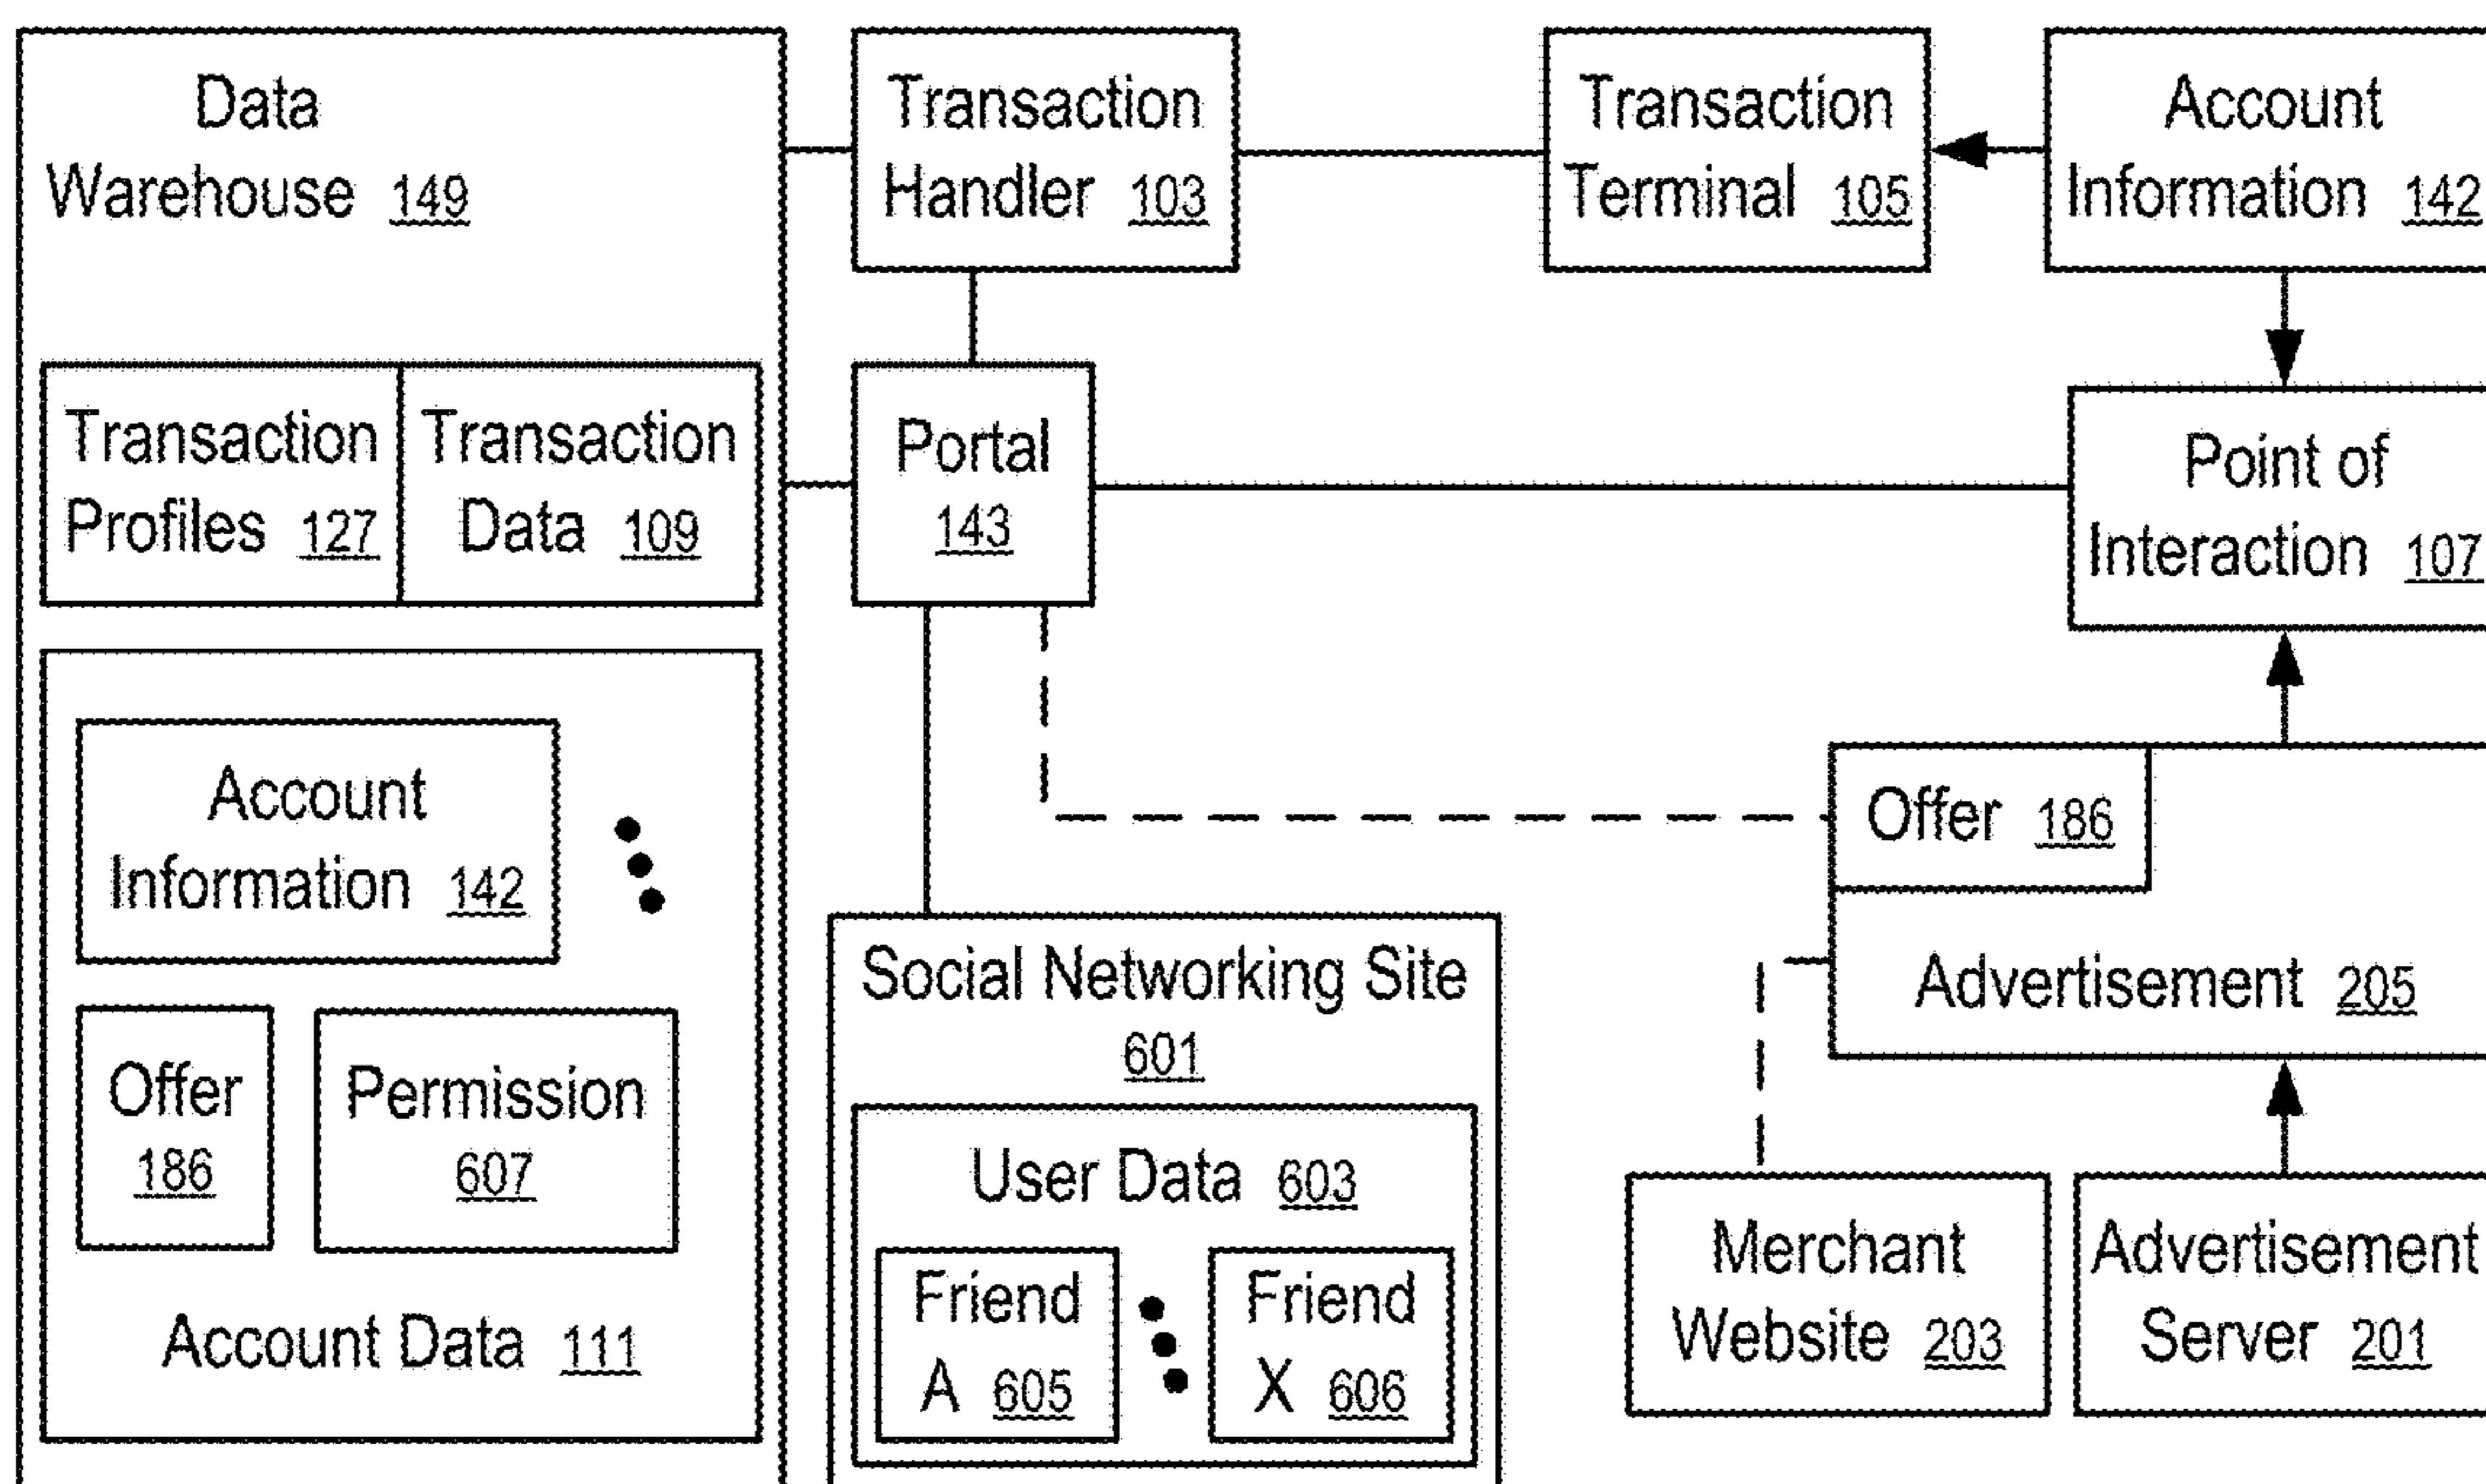 Data
Warehouse 149
Transaction
Handler 103
Transaction
Terminal 105
Account
Information 142
Transaction
Profiles 127
Transaction
Data 109
Portal
143
Point of
Interaction 107
Account
Information 142
Offer
186
Permission
607
Account Data 111
Social Networking Site
601
User Data 603
Friend
A 605
Friend
X 606
Offer 186
Advertisement 205
Merchant
Website 203
Advertisement
Server 201